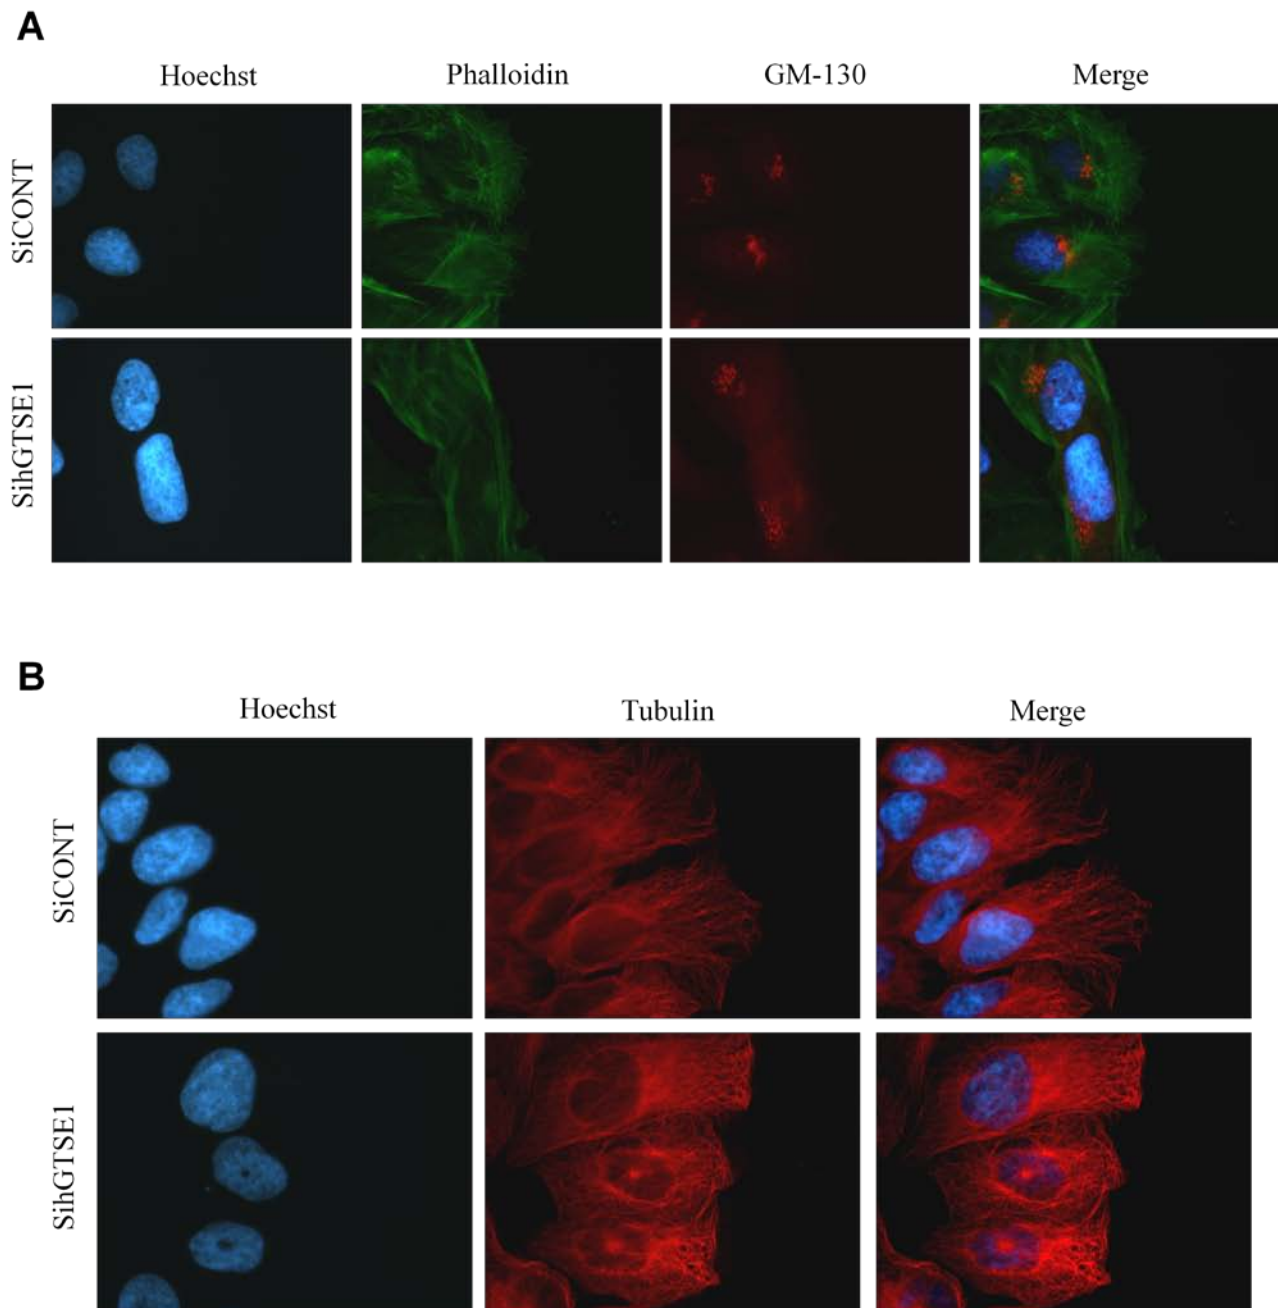 A
Hoechst Phalloidin GM-130 Merge
SiCONT
SihGTSE1
B
Hoechst Tubulin Merge
SiCONT
SihGTSE1